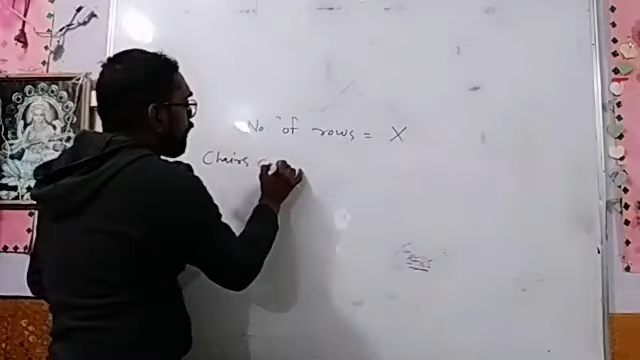 No. of rows = X
Chairs